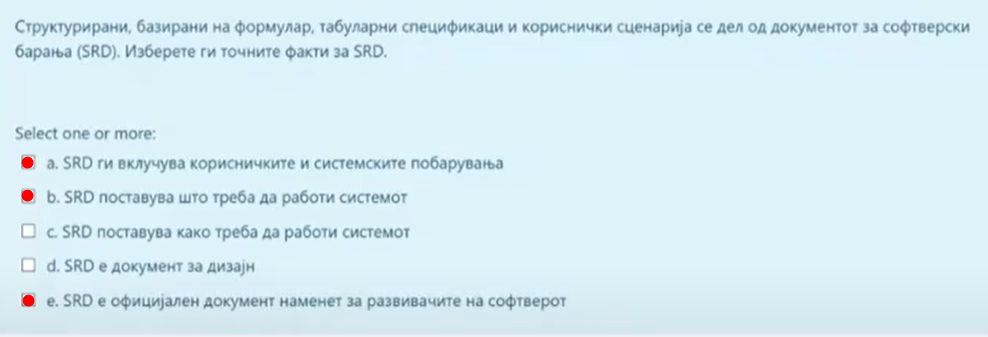 Структурирани, базирани на формулар, табуларни спецификаци и кориснички сценарија се дел од документот за софтверски
барања (SRD). Изберете ги точните факти за SRD.
Select one or more:
a. SRD ги вклучува корисничките и системските побарувања
b. SRD поставува што треба да работи системот
c. SRD поставува како треба да работи системот
d. SRD е документ за дизајн
e. SRD е официјален документ наменет за развивачите на софтверот